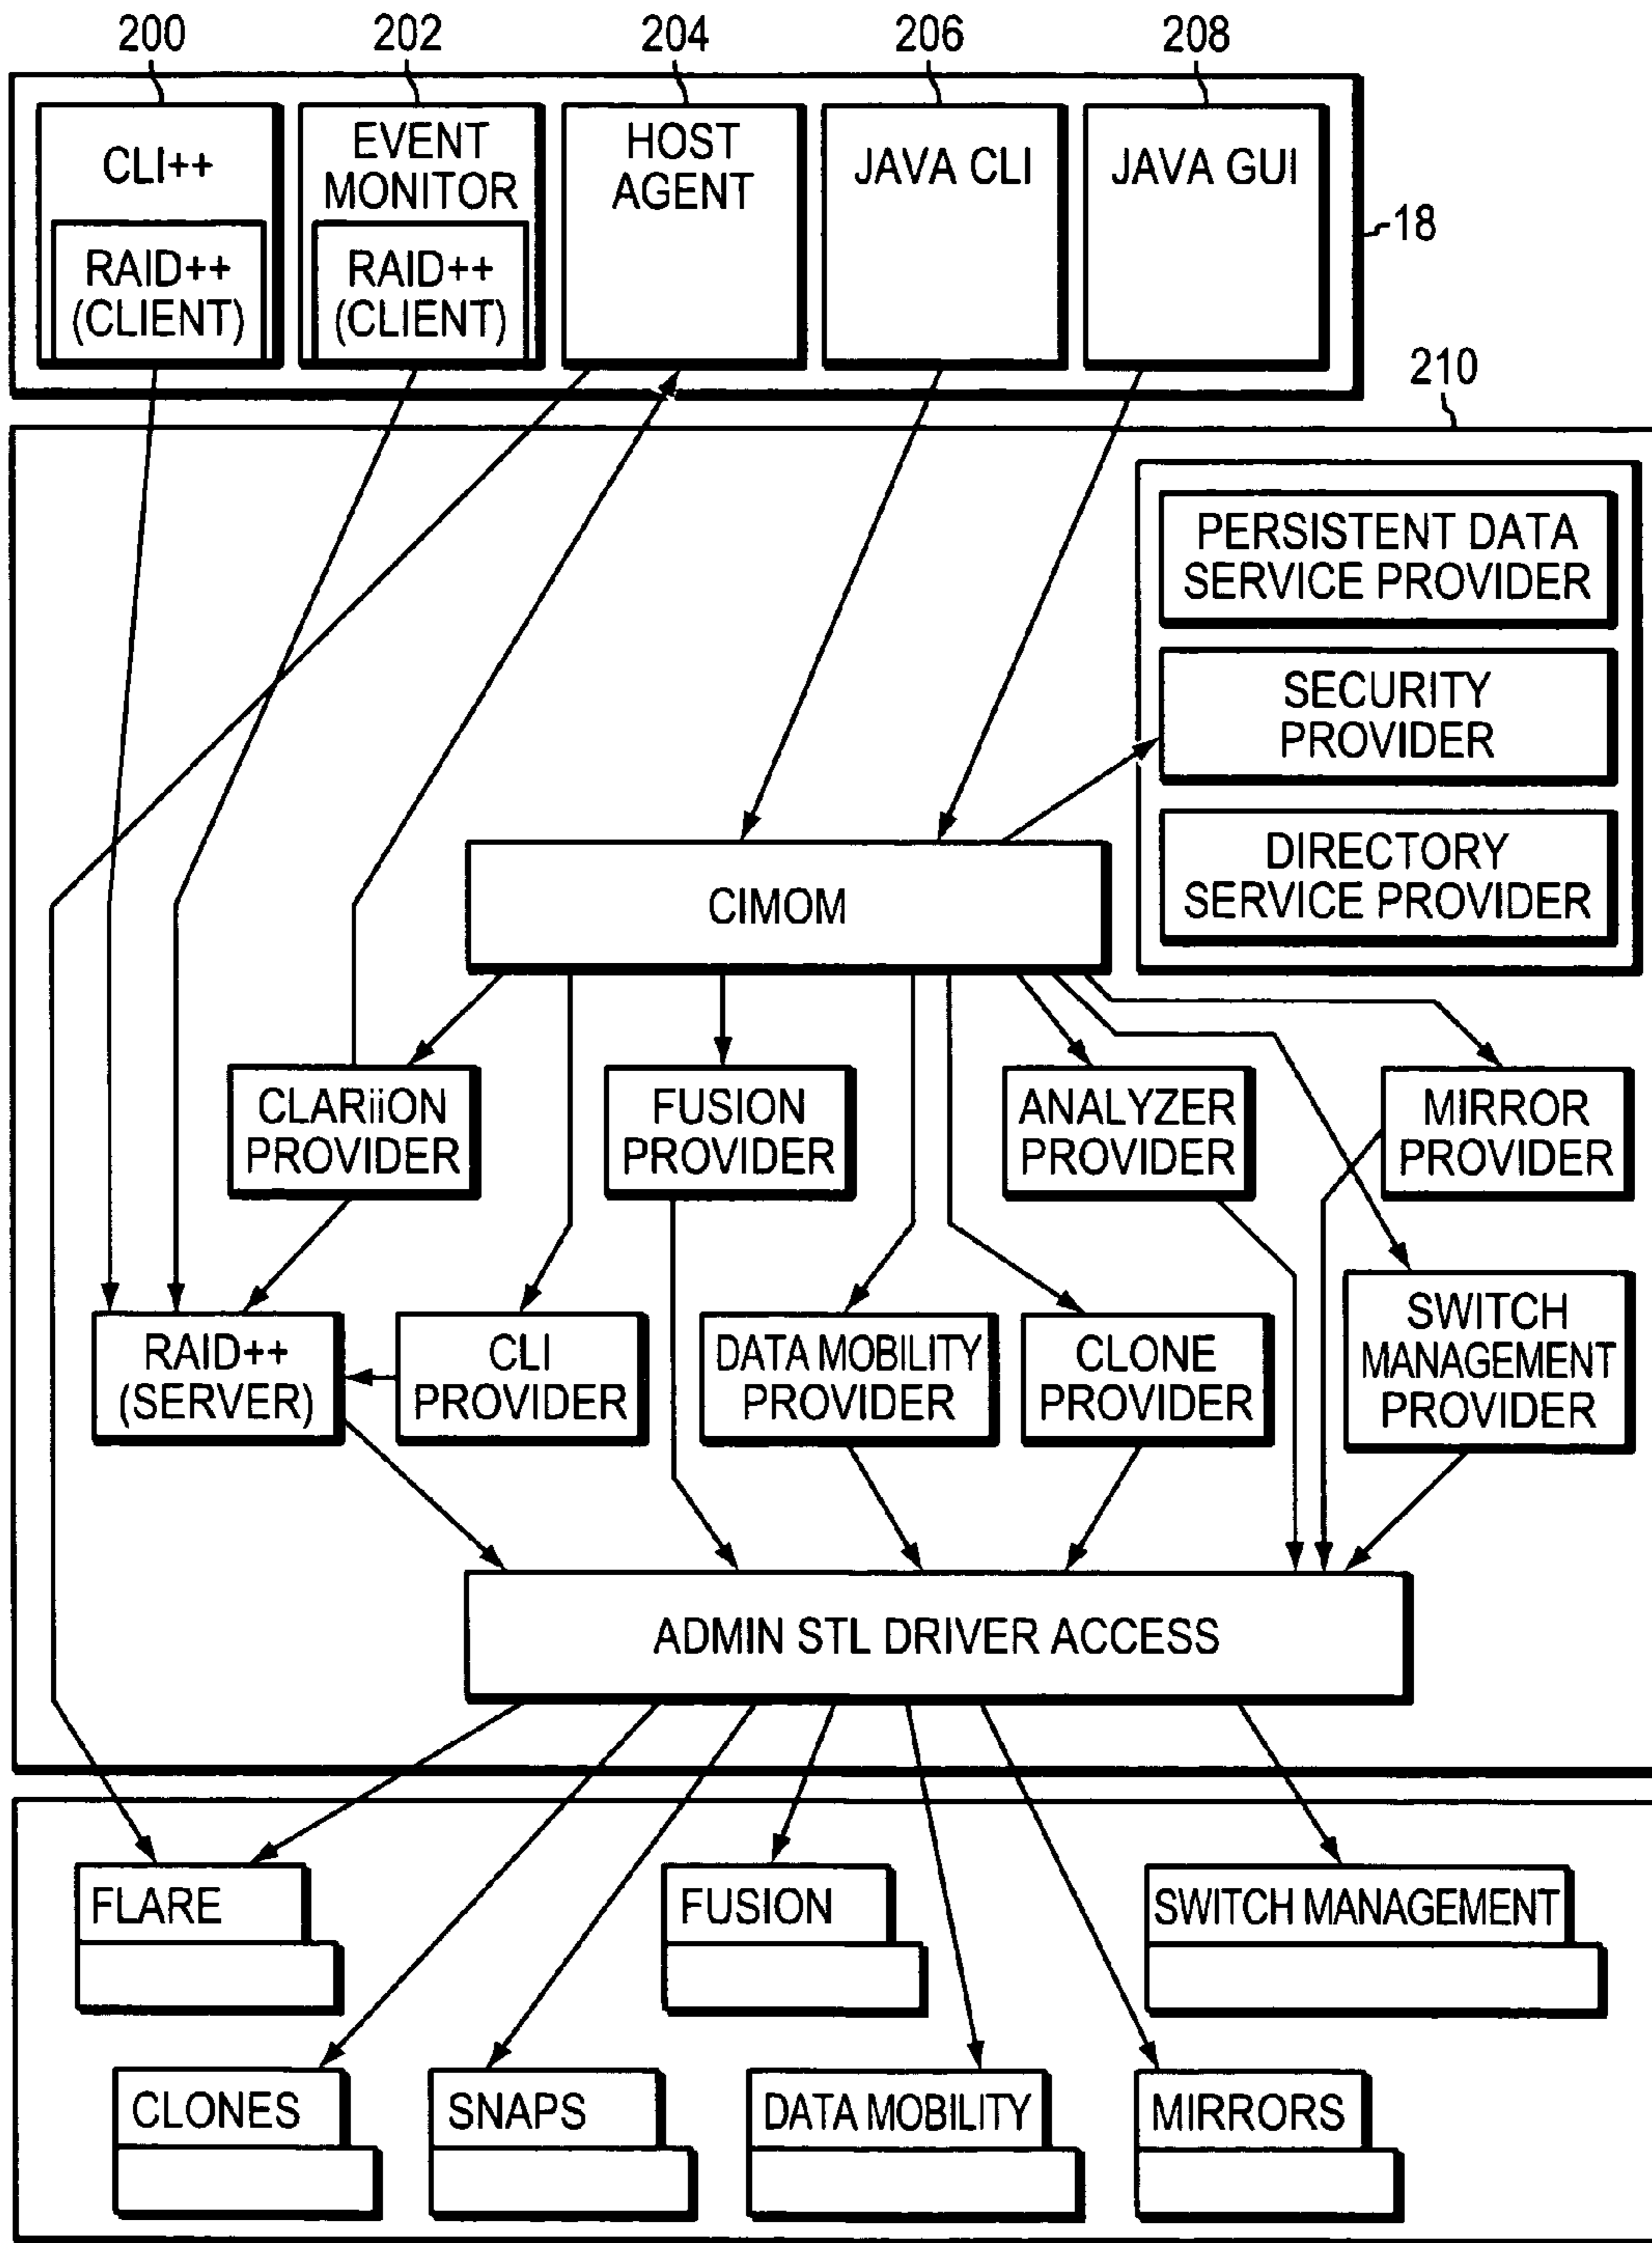 200
202
204
206
208
CLI++
RAID++
(CLIENT)
EVENT
MONITOR
RAID++
(CLIENT)
HOST
AGENT
JAVA CLI
JAVA GUI
18
210
PERSISTENT DATA
SERVICE PROVIDER
SECURITY
PROVIDER
DIRECTORY
SERVICE PROVIDER
CIMOM
CLARiiON
PROVIDER
FUSION
PROVIDER
ANALYZER
PROVIDER
MIRROR
PROVIDER
RAID++
(SERVER)
CLI
PROVIDER
DATA MOBILITY
PROVIDER
CLONE
PROVIDER
SWITCH
MANAGEMENT
PROVIDER
ADMIN STL DRIVER ACCESS
FLARE
FUSION
SWITCH MANAGEMENT
CLONES
SNAPS
DATA MOBILITY
MIRRORS